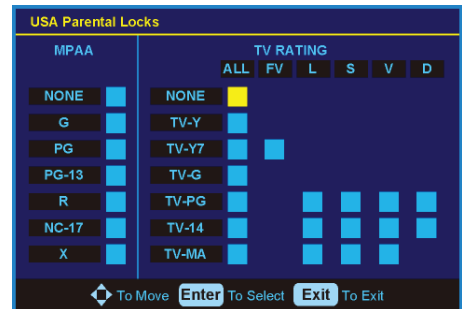 USA Parental Locks
MPAA TV RATING
ALL FV L S V D
NONE NONE
G TV-Y
PG TV-Y7
PG-13 TV-G
R TV-PG
NC-17 TV-14
X TV-MA
To Move Enter To Select Exit To Exit